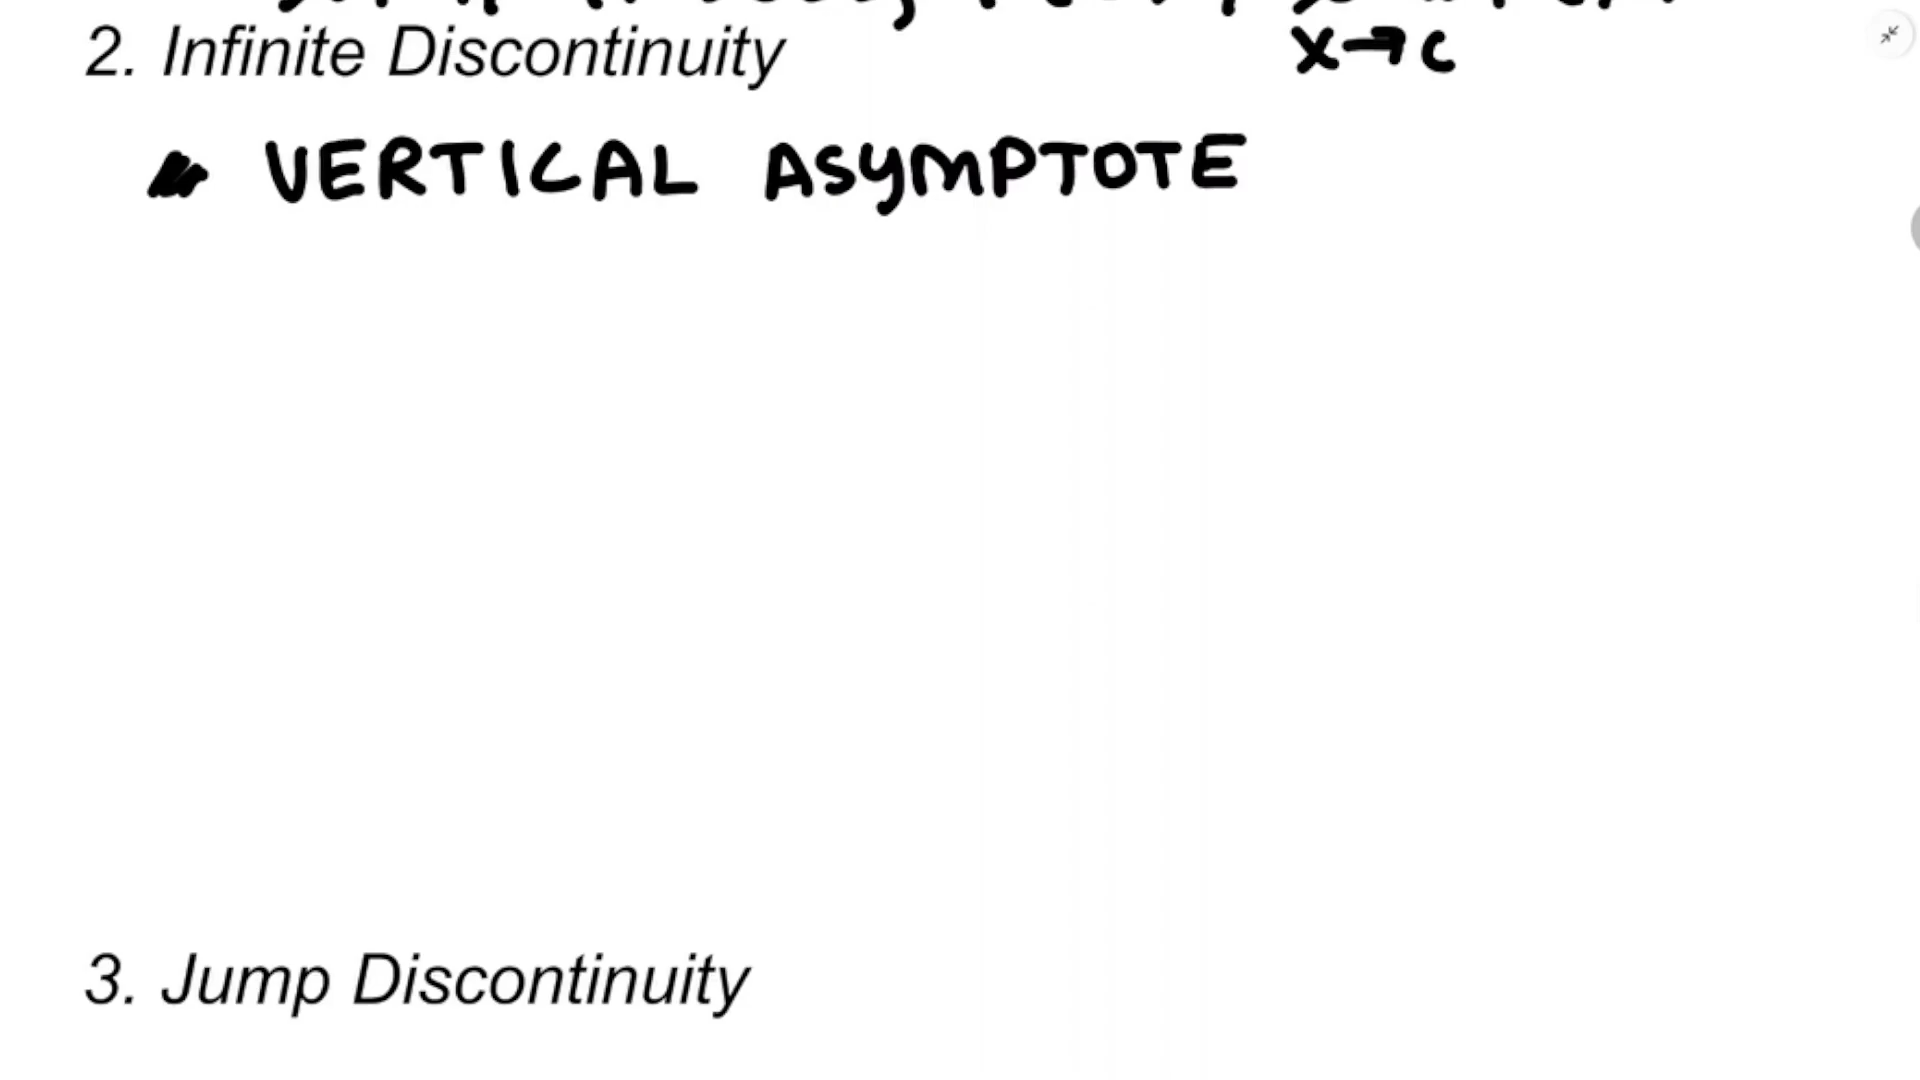 2. Infinite Discontinuity
x→c
VERTICAL ASYMPTOTE
3. Jump Discontinuity